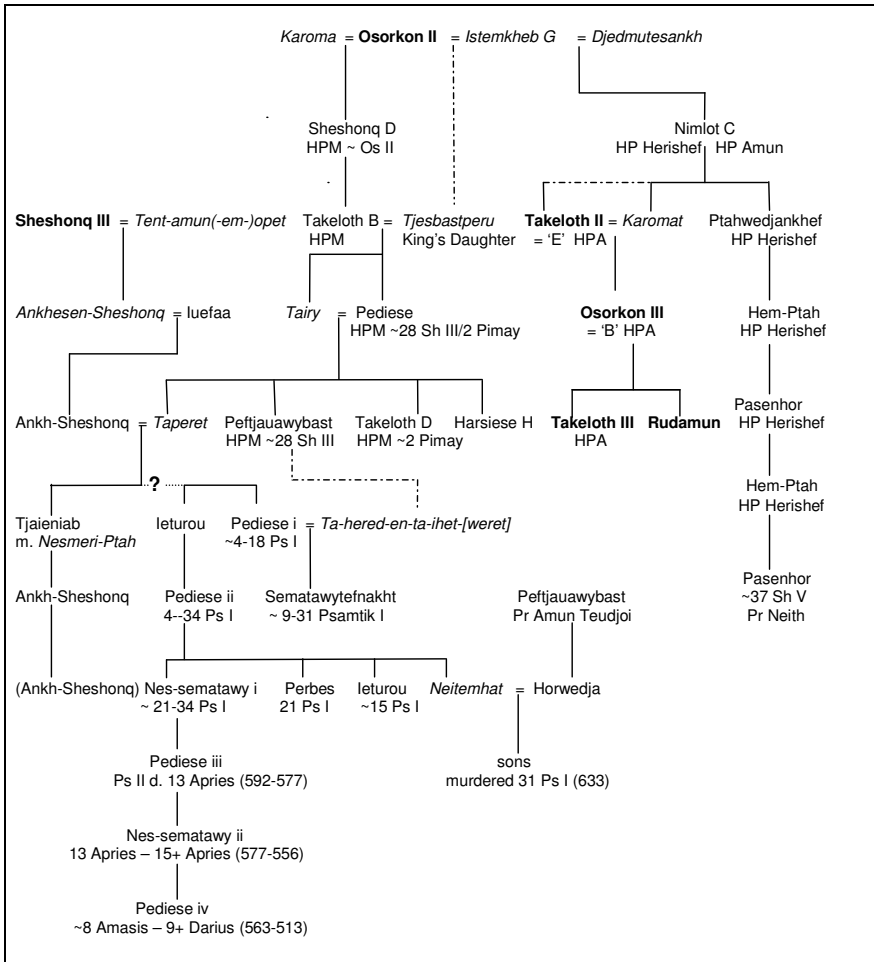 Karoma = Osorkon II = Istemkheb G = Djedmutesankh
Sheshonq D
HPM ~ Os II
Nimlot C
HP Herishef HP Amun
Sheshonq III = Tent-amun(-em-)opet
Takeloth B = Tjesbastperu
HPM King's Daughter
Takeloth II = Karomat
= 'E' HPA
Ptahwedjankhef
HP Herishef
Ankhesen-Sheshonq = Iuefaa
Tairy = Pediese
HPM ~28 Sh III/2 Pimay
Osorkon III
= 'B' HPA
Hem-Ptah
HP Herishef
Ankh-Sheshonq = Taperet
Peftjauawybast
HPM ~28 Sh III
Takeloth D
HPM ~2 Pimay
Harsiese H
Takeloth III
HPA
Rudamun
Pasenhor
HP Herishef
?
Hem-Ptah
HP Herishef
Tjaieniab
m. Nesmeri-Ptah
Ieturou
Pediese i = Ta-hered-en-ta-ihet-[weret]
~4-18 Ps I
Ankh-Sheshonq
Pediese ii
4--34 Ps I
Sematawytefnakht
~ 9-31 Psamtik I
Peftjauawybast
Pr Amun Teudjoi
Pasenhor
~37 Sh V
Pr Neith
(Ankh-Sheshonq)
Nes-sematawy i
~ 21-34 Ps I
Perbes
21 Ps I
Ieturou
~15 Ps I
Neitemhat = Horwedja
Pediese iii
Ps II d. 13 Apries (592-577)
sons
murdered 31 Ps I (633)
Nes-sematawy ii
13 Apries – 15+ Apries (577-556)
Pediese iv
~8 Amasis – 9+ Darius (563-513)